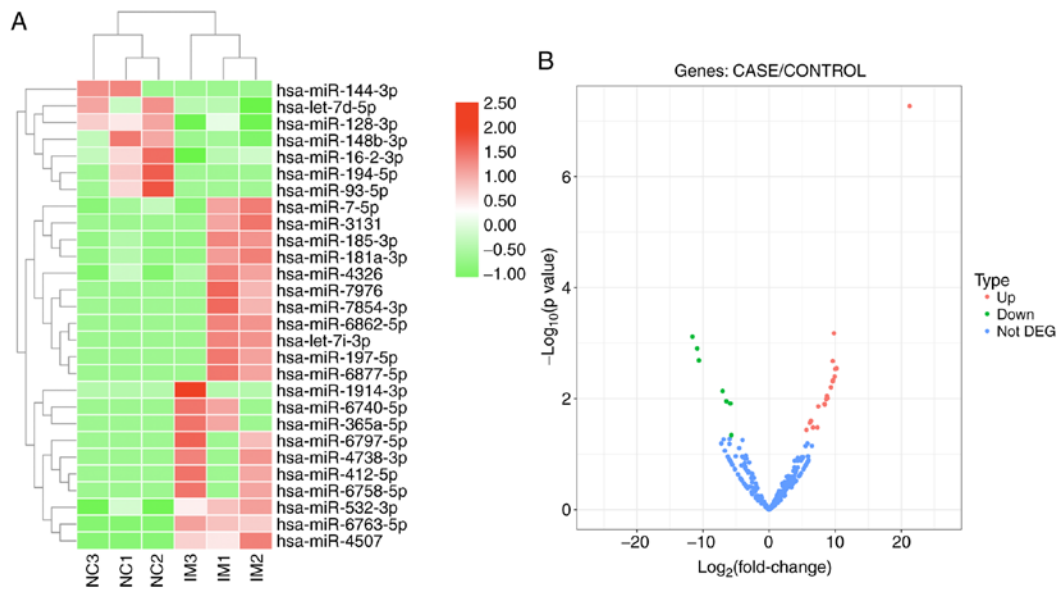 A
hsa-miR-144-3p
hsa-let-7d-5p
hsa-miR-128-3p
hsa-miR-148b-3p
hsa-miR-16-2-3p
hsa-miR-194-5p
hsa-miR-93-5p
hsa-miR-7-5p
hsa-miR-3131
hsa-miR-185-3p
hsa-miR-181a-3p
hsa-miR-4326
hsa-miR-7976
hsa-miR-7854-3p
hsa-miR-6862-5p
hsa-let-7i-3p
hsa-miR-197-5p
hsa-miR-6877-5p
hsa-miR-1914-3p
hsa-miR-6740-5p
hsa-miR-365a-5p
hsa-miR-6797-5p
hsa-miR-4738-3p
hsa-miR-412-5p
hsa-miR-6758-5p
hsa-miR-532-3p
hsa-miR-6763-5p
hsa-miR-4507
NC3
NC1
NC2
IM3
IM1
IM2
2.50
2.00
1.50
1.00
0.50
0.00
−0.50
−1.00
B
Genes: CASE/CONTROL
−Log10(p value)
6
4
2
0
−20
−10
0
10
20
Log2(fold-change)
Type
Up
Down
Not DEG